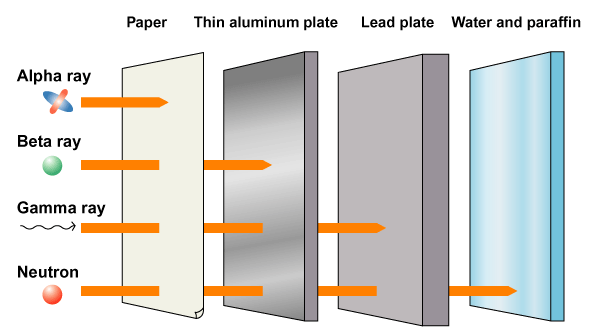 Paper Thin aluminum plate Lead plate Water and paraffin
Alpha ray
Beta ray
Gamma ray
Neutron